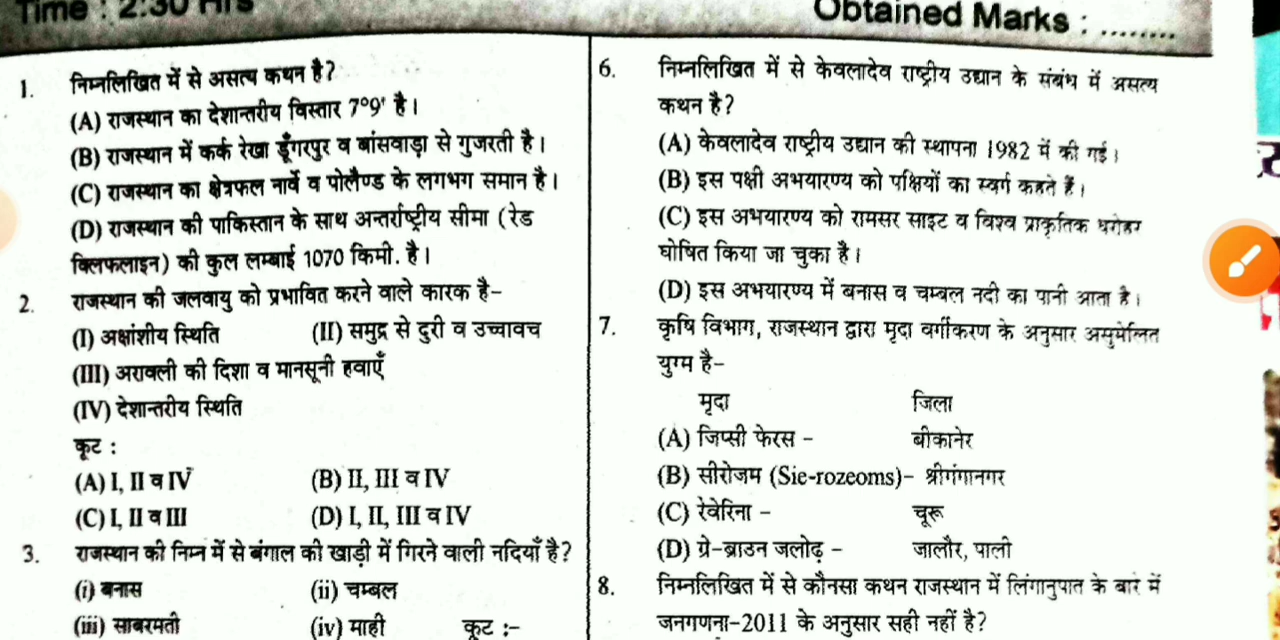 Time : 2:30 Hrs
Obtained Marks : ........
1. निम्नलिखित में से असत्य कथन है?
(A) राजस्थान का देशान्तरीय विस्तार 7°9' है।
(B) राजस्थान में कर्क रेखा डूँगरपुर व बांसवाड़ा से गुजरती है।
(C) राजस्थान का क्षेत्रफल नार्वे व पोलैण्ड के लगभग समान है।
(D) राजस्थान की पाकिस्तान के साथ अन्तर्राष्ट्रीय सीमा (रेड
क्लिफलाइन) की कुल लम्बाई 1070 किमी. है।
2. राजस्थान की जलवायु को प्रभावित करने वाले कारक है-
(I) अक्षांशीय स्थिति (II) समुद्र से दुरी व उच्चावच
(III) अरावली की दिशा व मानसूनी हवाएँ
(IV) देशान्तरीय स्थिति
कूट :
(A) I, II व IV (B) II, III व IV
(C) I, II व III (D) I, II, III व IV
3. राजस्थान की निम्न में से बंगाल की खाड़ी में गिरने वाली नदियाँ है?
(i) बनास (ii) चम्बल
(iii) साबरमती (iv) माही कूट :-
6. निम्नलिखित में से केवलादेव राष्ट्रीय उद्यान के संबंध में असत्य
कथन है?
(A) केवलादेव राष्ट्रीय उद्यान की स्थापना 1982 में की गई।
(B) इस पक्षी अभयारण्य को पक्षियों का स्वर्ग कहते हैं।
(C) इस अभयारण्य को रामसर साइट व विश्व प्राकृतिक धरोहर
घोषित किया जा चुका है।
(D) इस अभयारण्य में बनास व चम्बल नदी का पानी आता है।
7. कृषि विभाग, राजस्थान द्वारा मृदा वर्गीकरण के अनुसार असुमेलित
युग्म है-
मृदा जिला
(A) जिप्सी फेरस - बीकानेर
(B) सीरोजम (Sie-rozeoms)- श्रीगंगानगर
(C) रेवेरिना - चूरू
(D) ग्रे-ब्राउन जलोढ़ - जालौर, पाली
8. निम्नलिखित में से कौनसा कथन राजस्थान में लिंगानुपात के बारे में
जनगणना-2011 के अनुसार सही नहीं है?